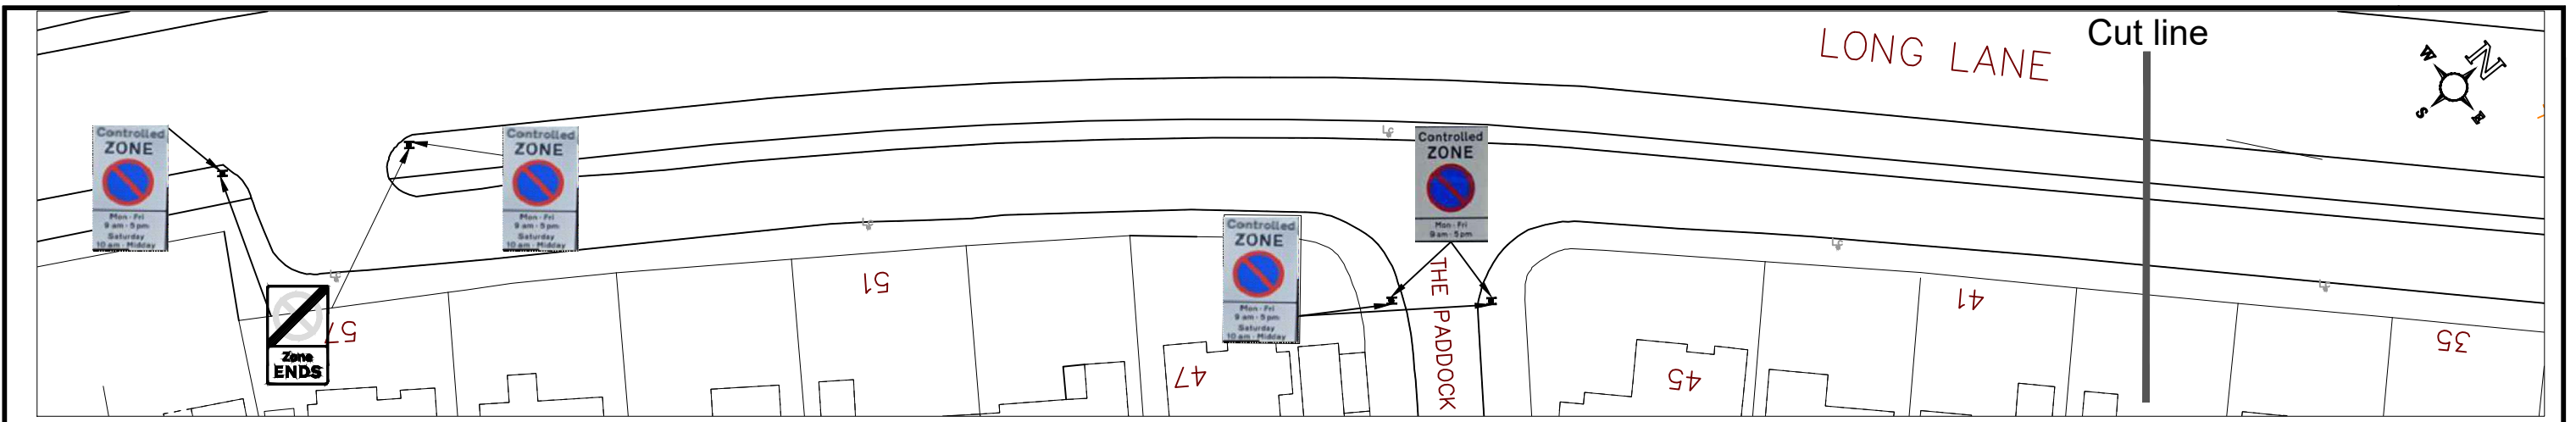 Cut line
LONG LANE
W
N
S
E
Controlled
ZONE
Mon - Fri
9 am - 5 pm
Saturday
10 am - Midday
Controlled
ZONE
Mon - Fri
9 am - 5 pm
Saturday
10 am - Midday
Controlled
ZONE
Mon - Fri
9 am - 5 pm
Controlled
ZONE
Mon - Fri
9 am - 5 pm
Saturday
10 am - Midday
Zone
ENDS
THE PADDOCK
57
51
47
45
41
35